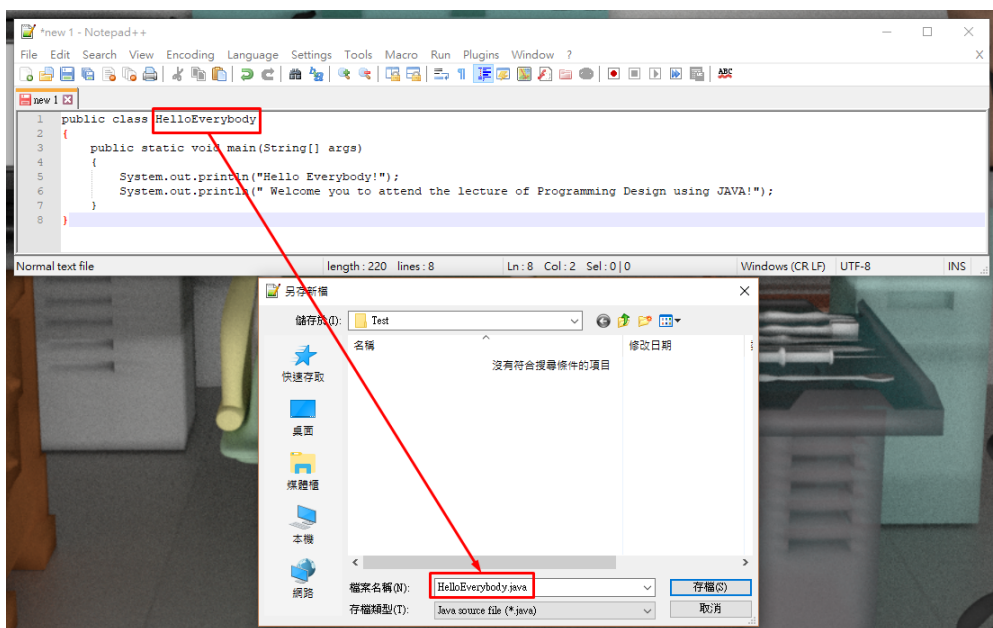 *new 1 - Notepad++
File Edit Search View Encoding Language Settings Tools Macro Run Plugins Window ? X
ABC
new 1
1 public class HelloEverybody
2 {
3 public static void main(String[] args)
4 {
5 System.out.println("Hello Everybody!");
6 System.out.println(" Welcome you to attend the lecture of Programming Design using JAVA!");
7 }
8 }
Normal text file length : 220 lines : 8 Ln : 8 Col : 2 Sel : 0 | 0 Windows (CR LF) UTF-8 INS
另存新檔
儲存於(I): Test
名稱 修改日期
沒有符合搜尋條件的項目
快速存取
桌面
媒體櫃
本機
網路
檔案名稱(N): HelloEverybody.java 存檔(S)
存檔類型(T): Java source file (*.java) 取消